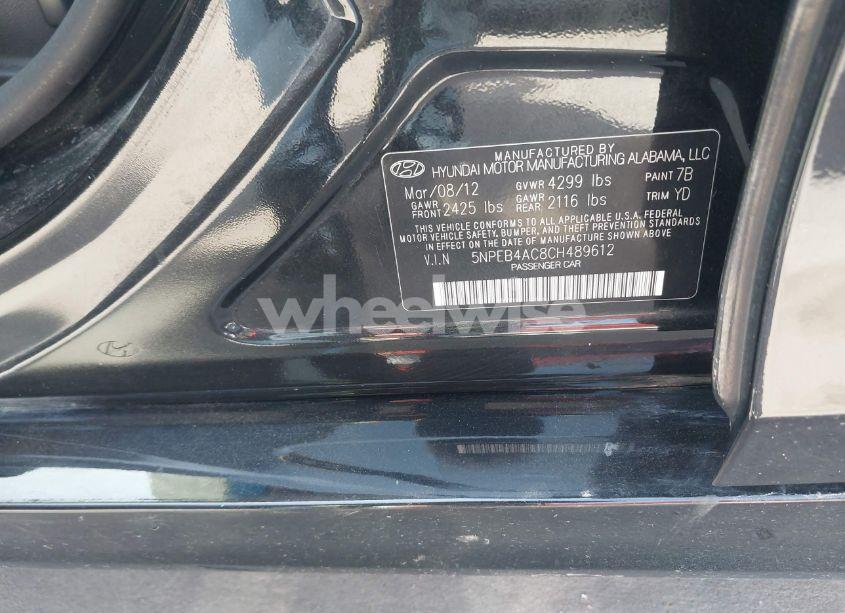 MANUFACTURED BY
HYUNDAI MOTOR MANUFACTURING ALABAMA, LLC
Mar/08/12 GVWR 4299 lbs PAINT 7B
GAWR FRONT 2425 lbs GAWR REAR 2116 lbs TRIM YD
THIS VEHICLE CONFORMS TO ALL APPLICABLE U.S.A. FEDERAL
MOTOR VEHICLE SAFETY, BUMPER, AND THEFT PREVENTION STANDARDS
IN EFFECT ON THE DATE OF MANUFACTURE SHOWN ABOVE
V.I.N 5NPEB4AC8CH489612
PASSENGER CAR
wheelwise